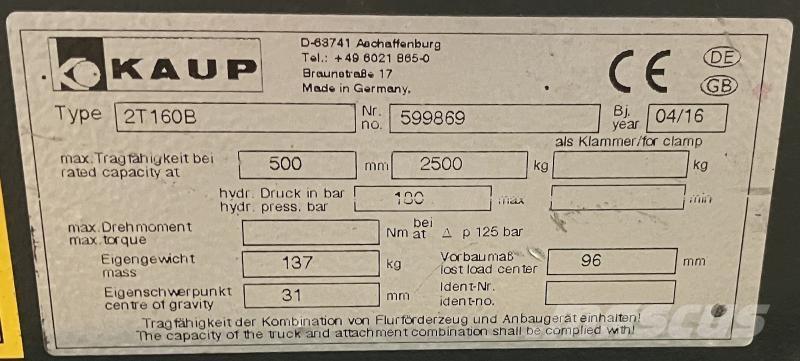 KAUP
D-63741 Aschaffenburg
Tel.: +49 6021 865-0
Braunstraße 17
Made in Germany.
CE
DE
GB
Type 2T160B Nr. no. 599869 Bj. year 04/16
als Klammer/for clamp
max. Tragfähigkeit bei
rated capacity at 500 mm 2500 kg kg
hydr. Druck in bar
hydr. press. bar max min
max. Drehmoment
max. torque Nm bei at Δ p 125 bar
Eigengewicht
mass 137 kg Vorbaumaß
lost load center 96 mm
Eigenschwerpunkt
centre of gravity 31 mm Ident-Nr.
ident-no.
Tragfähigkeit der Kombination von Flurförderzeug und Anbaugerät einhalten!
The capacity of the truck and attachment combination shall be complied with!